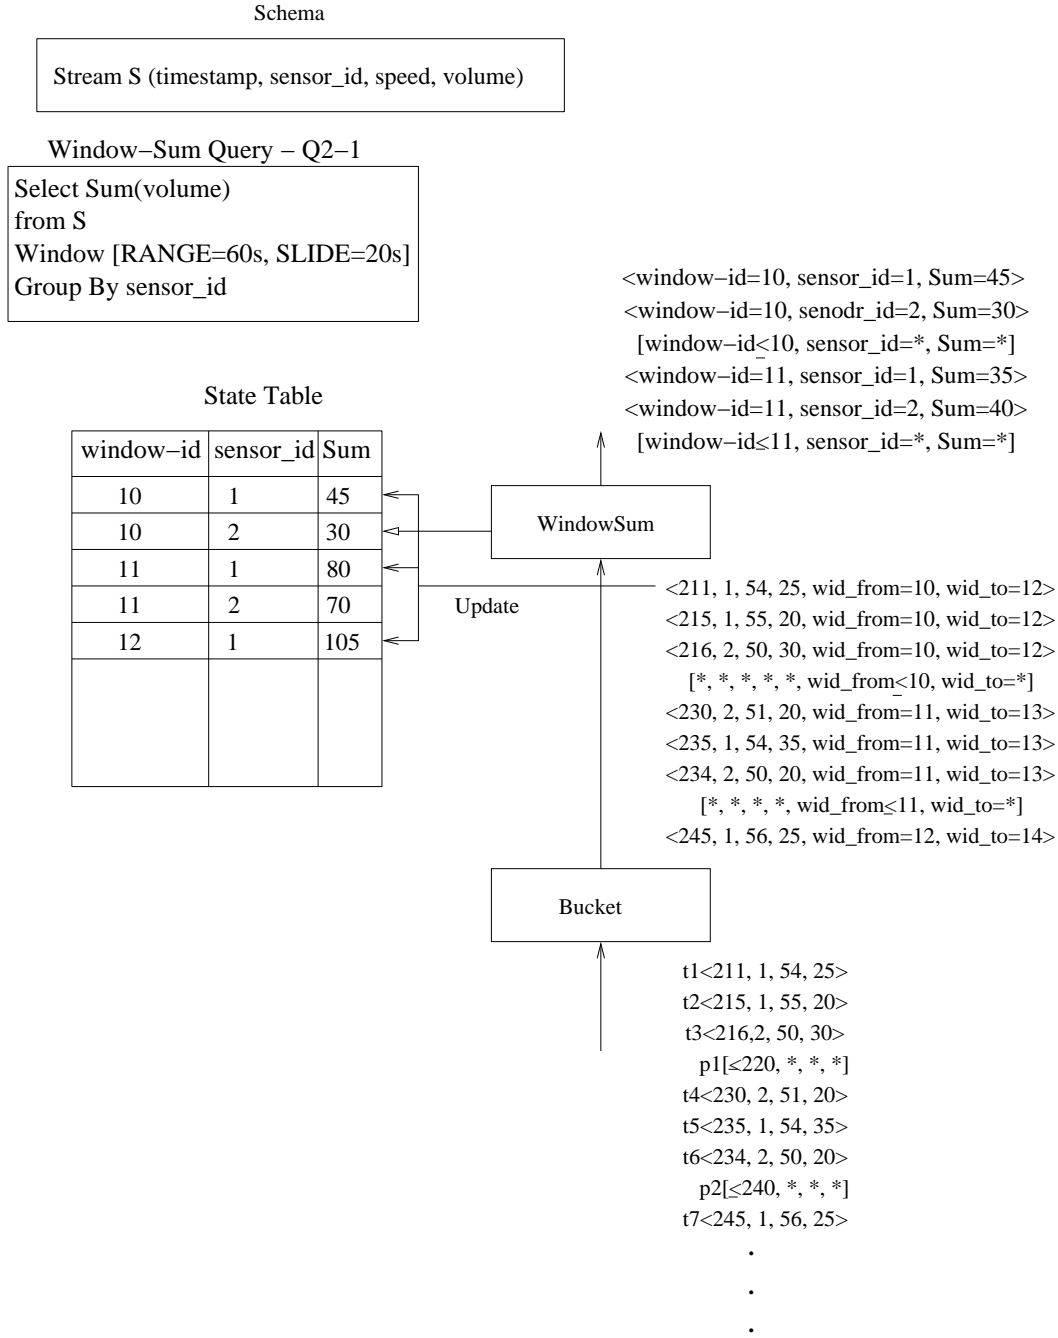 Schema
Stream S (timestamp, sensor_id, speed, volume)
Window−Sum Query − Q2−1
Select Sum(volume)
from S
Window [RANGE=60s, SLIDE=20s]
Group By sensor_id
<window−id=10, sensor_id=1, Sum=45>
<window−id=10, senodr_id=2, Sum=30>
[window−id≤10, sensor_id=*, Sum=*]
<window−id=11, sensor_id=1, Sum=35>
<window−id=11, sensor_id=2, Sum=40>
[window−id≤11, sensor_id=*, Sum=*]
State Table
window−id sensor_id Sum
10 1 45
10 2 30
11 1 80
11 2 70
12 1 105
WindowSum
Update
<211, 1, 54, 25, wid_from=10, wid_to=12>
<215, 1, 55, 20, wid_from=10, wid_to=12>
<216, 2, 50, 30, wid_from=10, wid_to=12>
[*, *, *, *, *, wid_from≤10, wid_to=*]
<230, 2, 51, 20, wid_from=11, wid_to=13>
<235, 1, 54, 35, wid_from=11, wid_to=13>
<234, 2, 50, 20, wid_from=11, wid_to=13>
[*, *, *, *, wid_from≤11, wid_to=*]
<245, 1, 56, 25, wid_from=12, wid_to=14>
Bucket
t1<211, 1, 54, 25>
t2<215, 1, 55, 20>
t3<216,2, 50, 30>
p1[≤220, *, *, *]
t4<230, 2, 51, 20>
t5<235, 1, 54, 35>
t6<234, 2, 50, 20>
p2[≤240, *, *, *]
t7<245, 1, 56, 25>
.
.
.